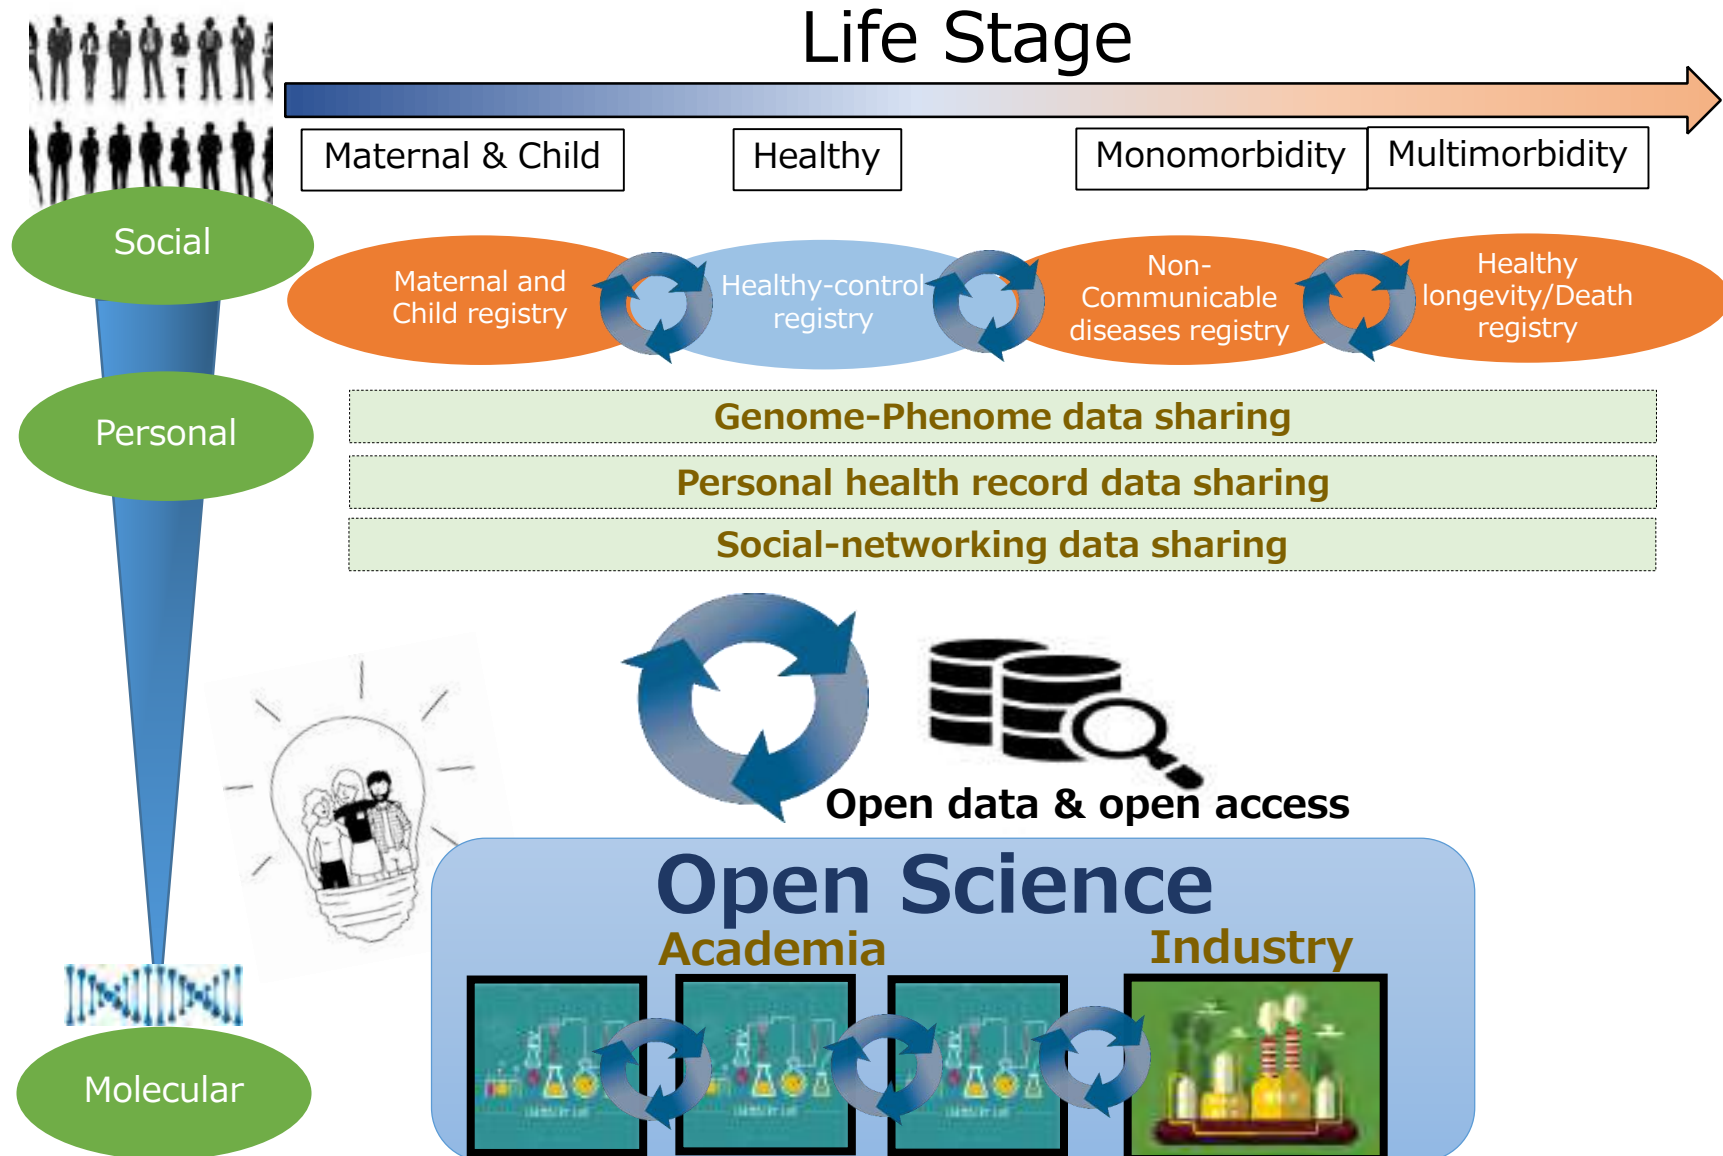 Life Stage
Maternal & Child
Healthy
Monomorbidity
Multimorbidity
Social
Maternal and
Child registry
Healthy-control
registry
Non-
Communicable
diseases registry
Healthy
longevity/Death
registry
Personal
Genome-Phenome data sharing
Personal health record data sharing
Social-networking data sharing
Open data & open access
Open Science
Academia
Industry
Molecular